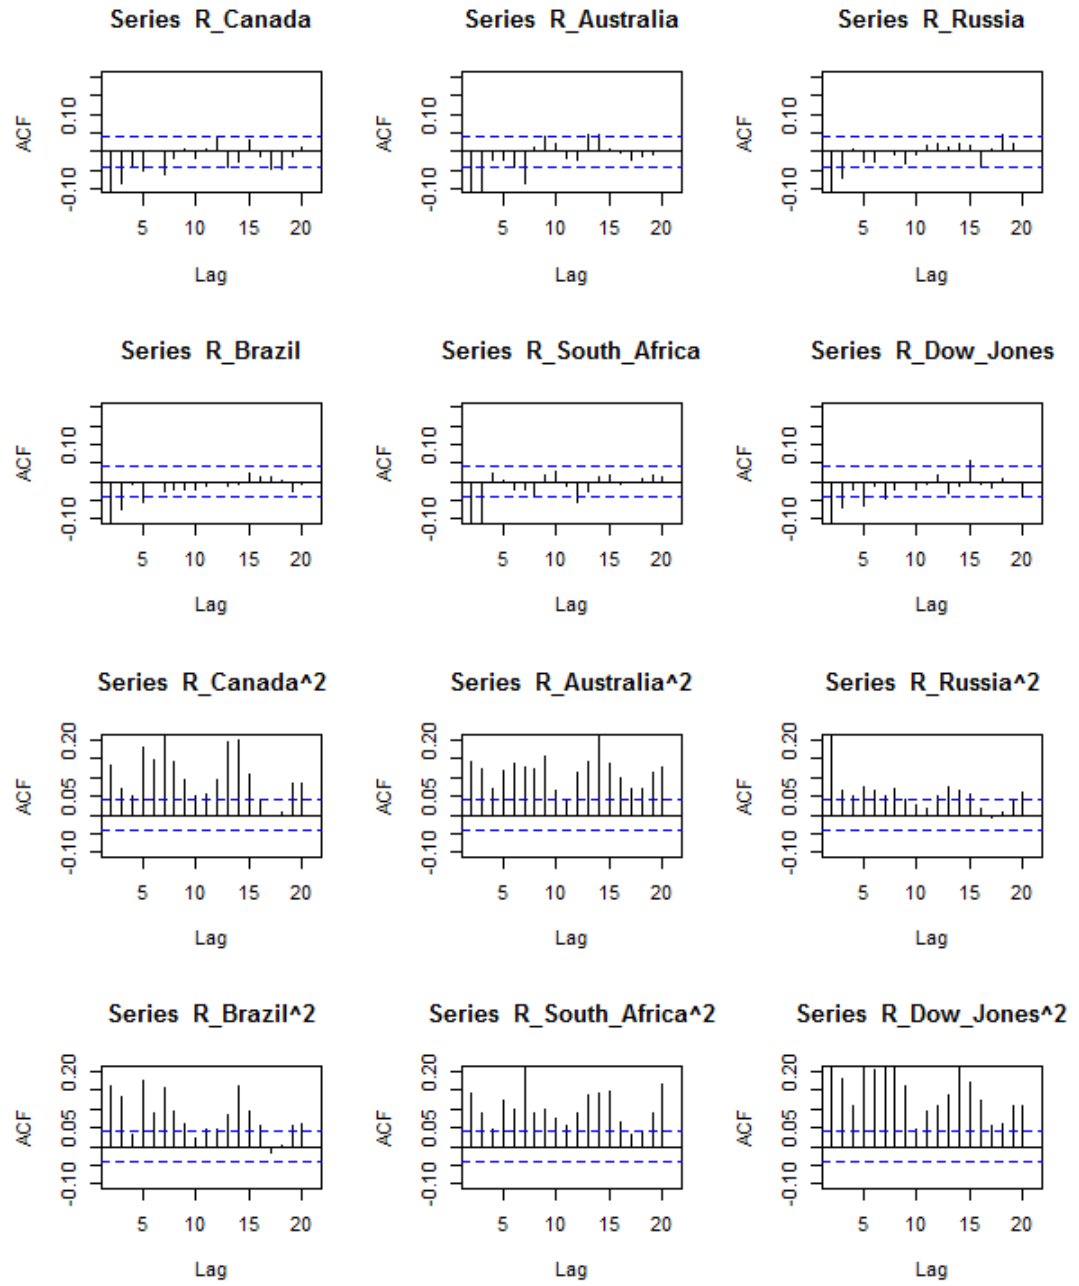 Series R_Canada
ACF
-0.10 0.10
5 10 15 20
Lag
Series R_Australia
ACF
-0.10 0.10
5 10 15 20
Lag
Series R_Russia
ACF
-0.10 0.10
5 10 15 20
Lag
Series R_Brazil
ACF
-0.10 0.10
5 10 15 20
Lag
Series R_South_Africa
ACF
-0.10 0.10
5 10 15 20
Lag
Series R_Dow_Jones
ACF
-0.10 0.10
5 10 15 20
Lag
Series R_Canada^2
ACF
-0.10 0.05 0.20
5 10 15 20
Lag
Series R_Australia^2
ACF
-0.10 0.05 0.20
5 10 15 20
Lag
Series R_Russia^2
ACF
-0.10 0.05 0.20
5 10 15 20
Lag
Series R_Brazil^2
ACF
-0.10 0.05 0.20
5 10 15 20
Lag
Series R_South_Africa^2
ACF
-0.10 0.05 0.20
5 10 15 20
Lag
Series R_Dow_Jones^2
ACF
-0.10 0.05 0.20
5 10 15 20
Lag